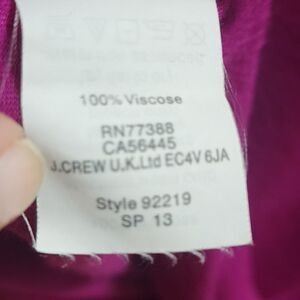 100% Viscose
RN77388
CA56445
J.CREW U.K.Ltd EC4V 6JA
Style 92219
SP 13